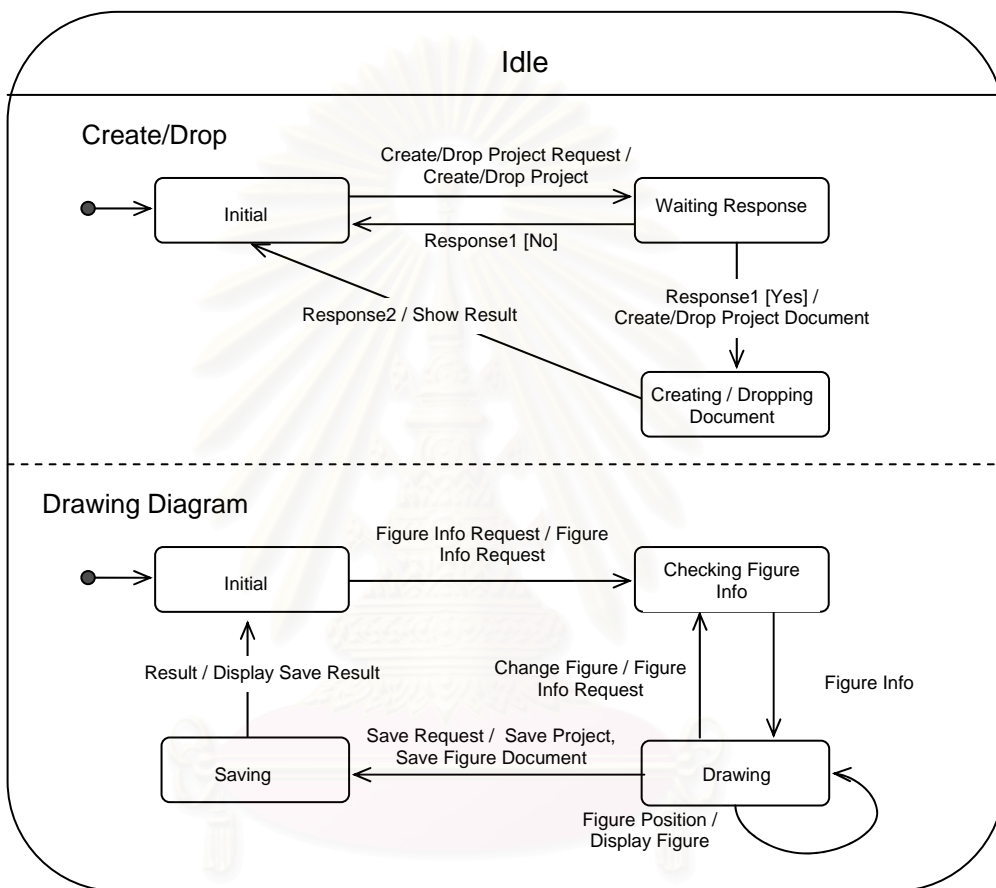 Idle
Create/Drop
Create/Drop Project Request /
Create/Drop Project
Initial
Waiting Response
Response1 [No]
Response1 [Yes] /
Create/Drop Project Document
Response2 / Show Result
Creating / Dropping
Document
Drawing Diagram
Figure Info Request / Figure
Info Request
Initial
Checking Figure
Info
Result / Display Save Result
Change Figure / Figure
Info Request
Figure Info
Save Request / Save Project,
Save Figure Document
Saving
Drawing
Figure Position /
Display Figure